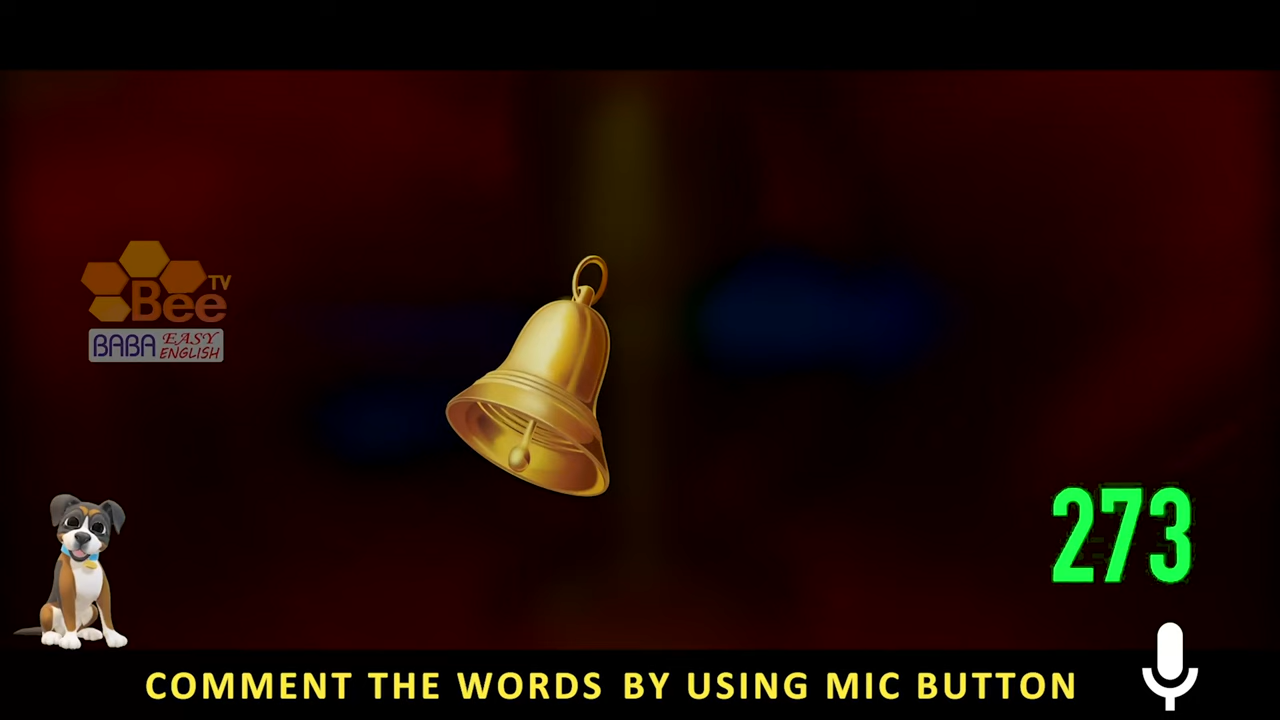 TV
Bee
BABA EASY ENGLISH
273
COMMENT THE WORDS BY USING MIC BUTTON